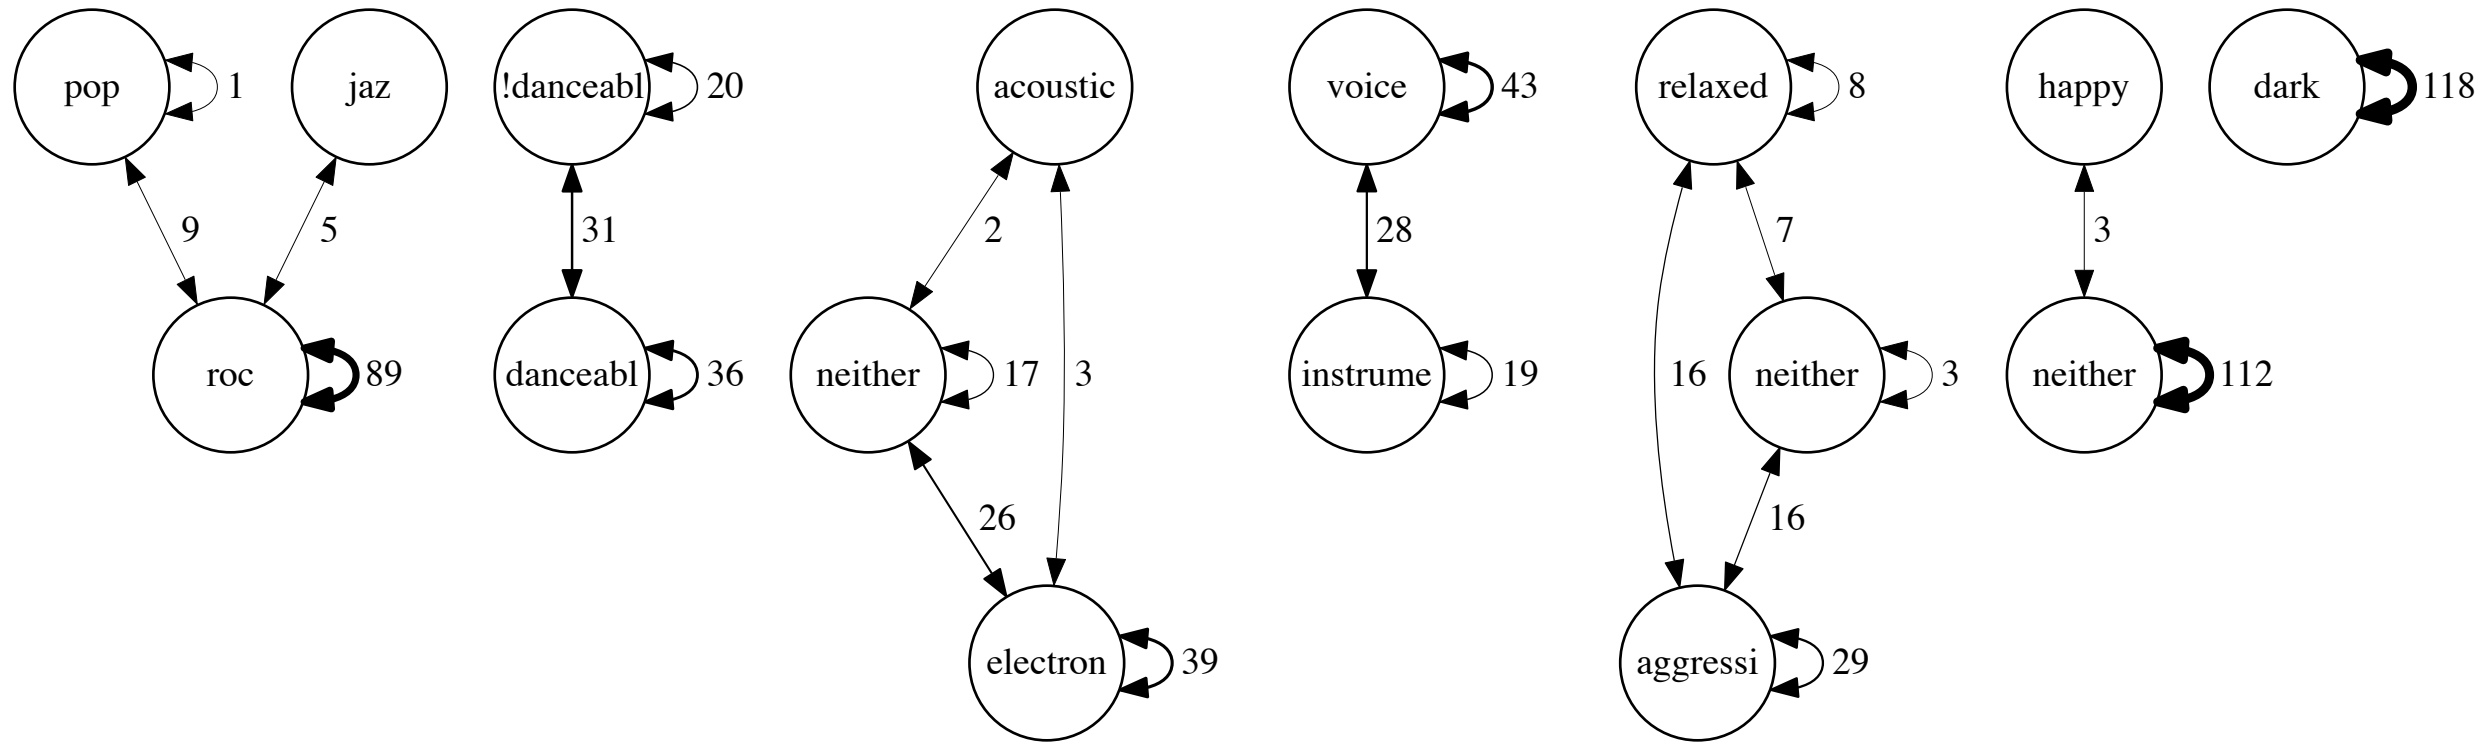 pop
1
jaz
!danceabl
20
acoustic
voice
43
relaxed
8
happy
dark
118
9
5
31
2
28
7
3
roc
89
danceabl
36
neither
17
3
instrume
19
16
neither
3
neither
112
26
16
electron
39
aggressi
29